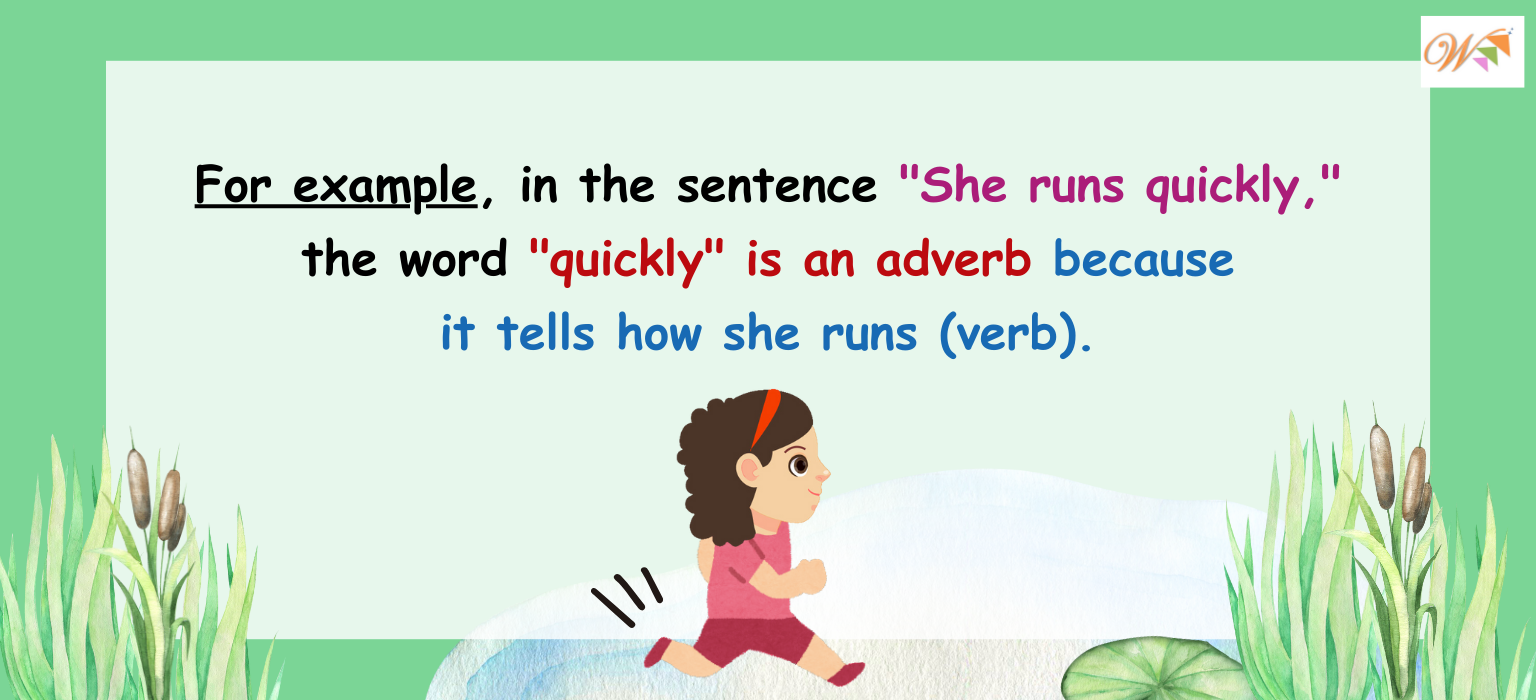 W
For example, in the sentence "She runs quickly,"
the word "quickly" is an adverb because
it tells how she runs (verb).